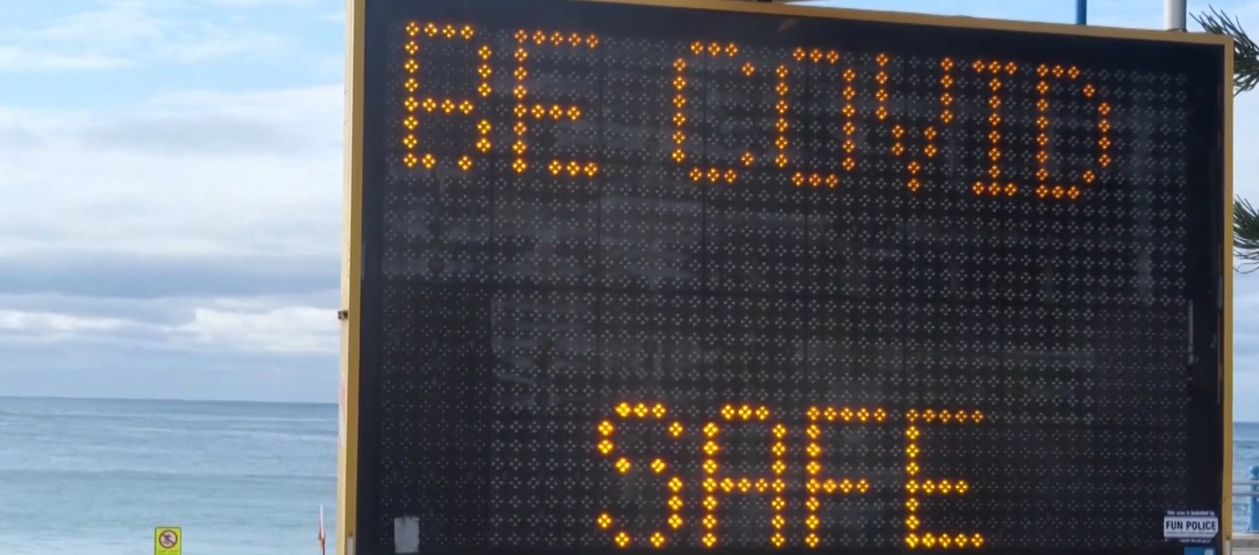 BE COVID
SAFE
FUN POLICE